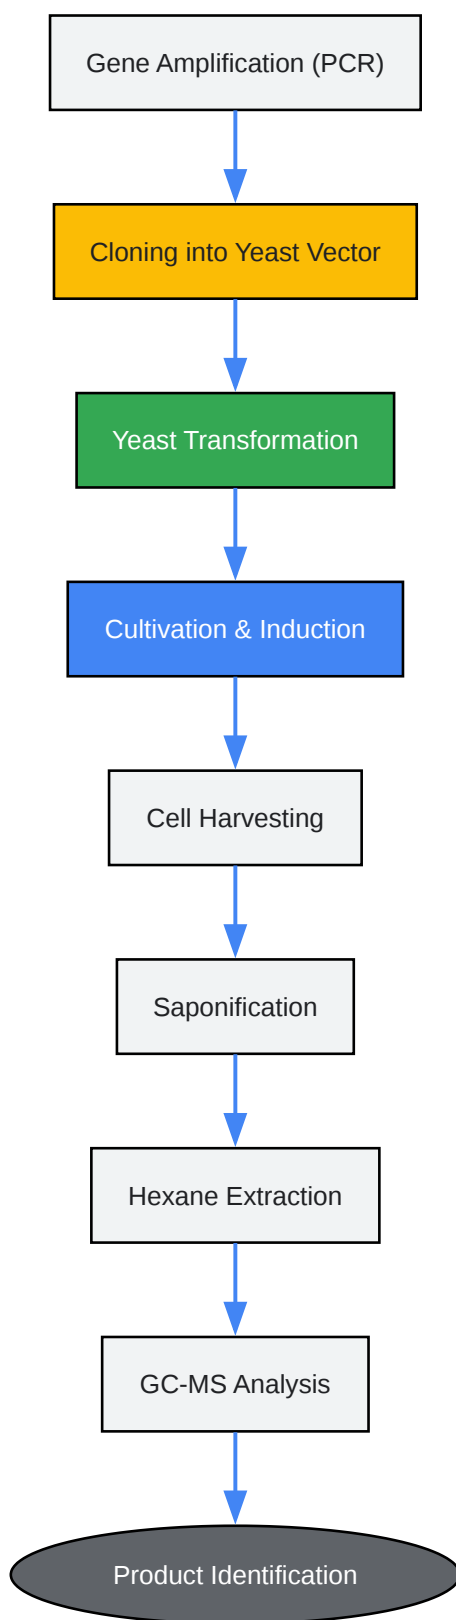 Gene Amplification (PCR)
Cloning into Yeast Vector
Yeast Transformation
Cultivation & Induction
Cell Harvesting
Saponification
Hexane Extraction
GC-MS Analysis
Product Identification